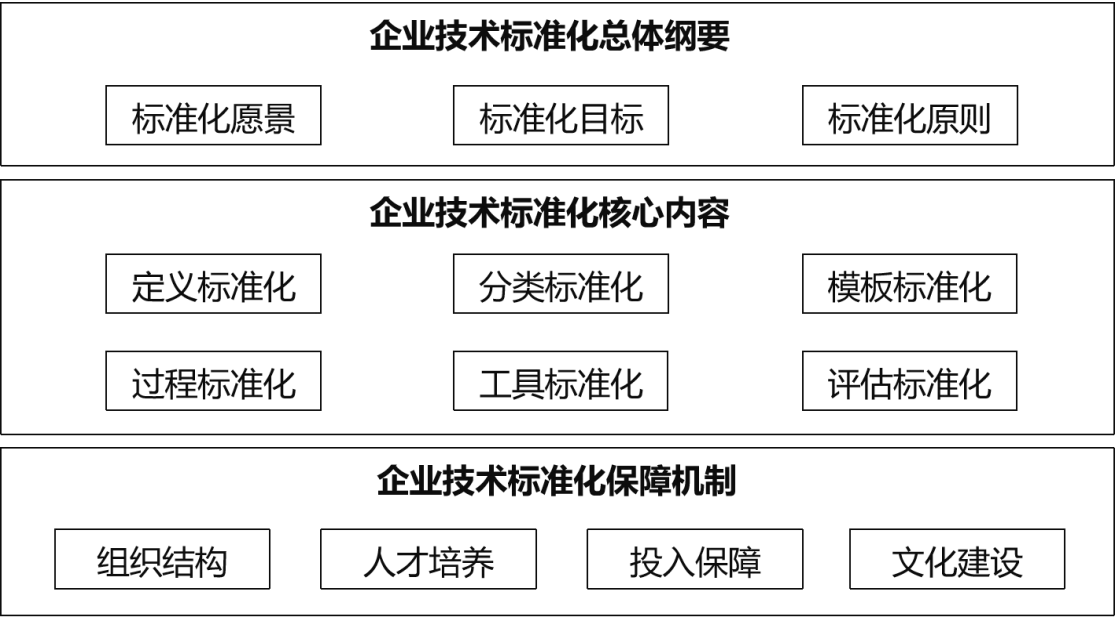 企业技术标准化总体纲要
标准化愿景 标准化目标 标准化原则
企业技术标准化核心内容
定义标准化 分类标准化 模板标准化
过程标准化 工具标准化 评估标准化
企业技术标准化保障机制
组织结构 人才培养 投入保障 文化建设